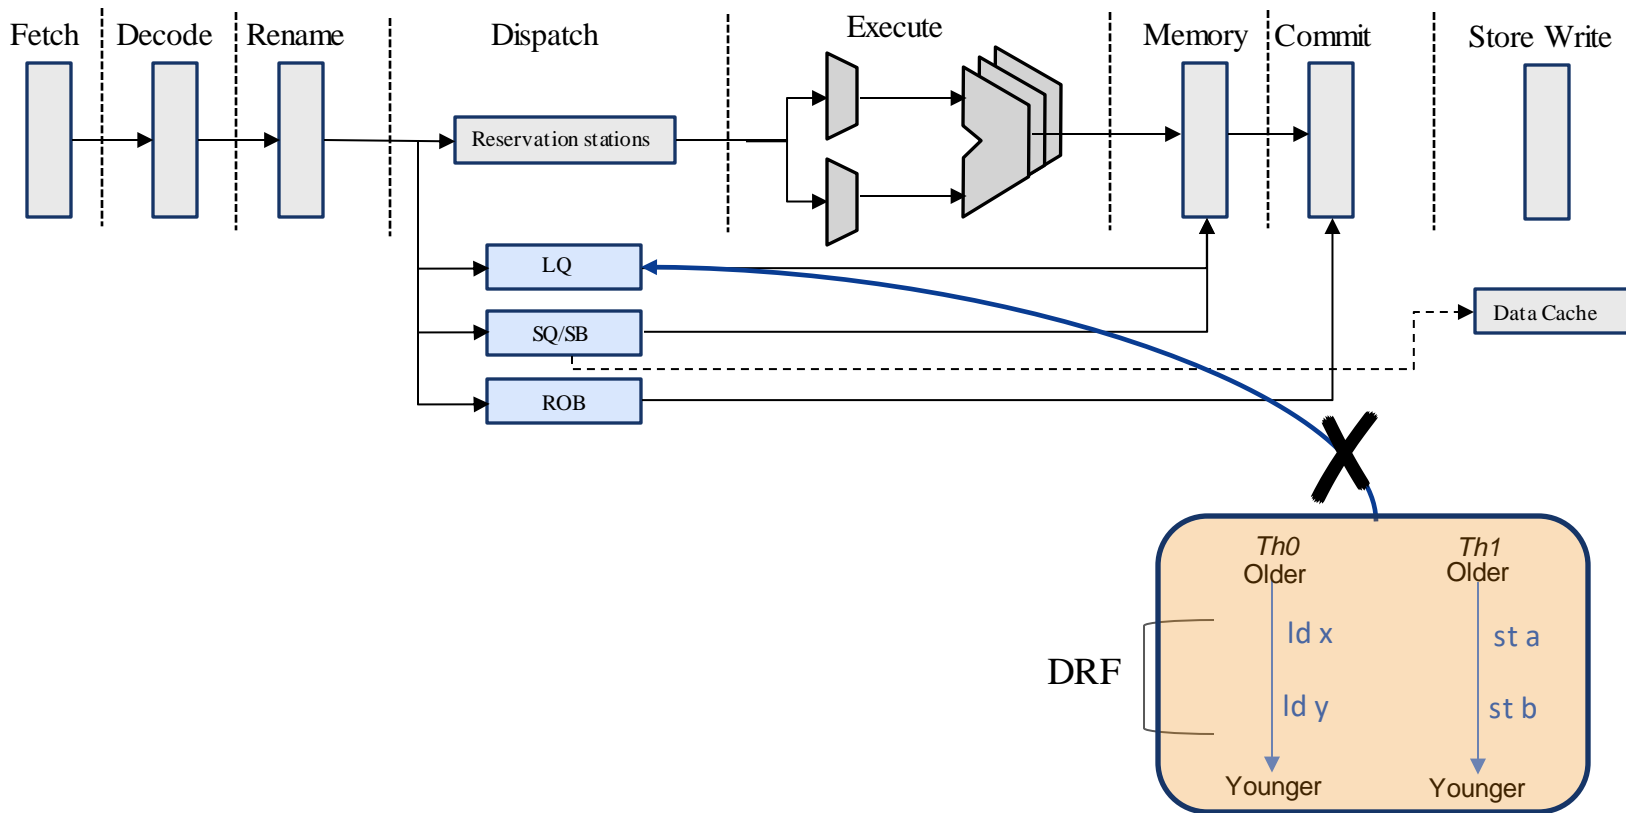 Fetch
Decode
Rename
Dispatch
Execute
Memory
Commit
Store Write
Reservation stations
LQ
SQ/SB
Data Cache
ROB
Th0
Older
Th1
Older
ld x
st a
DRF
ld y
st b
Younger
Younger